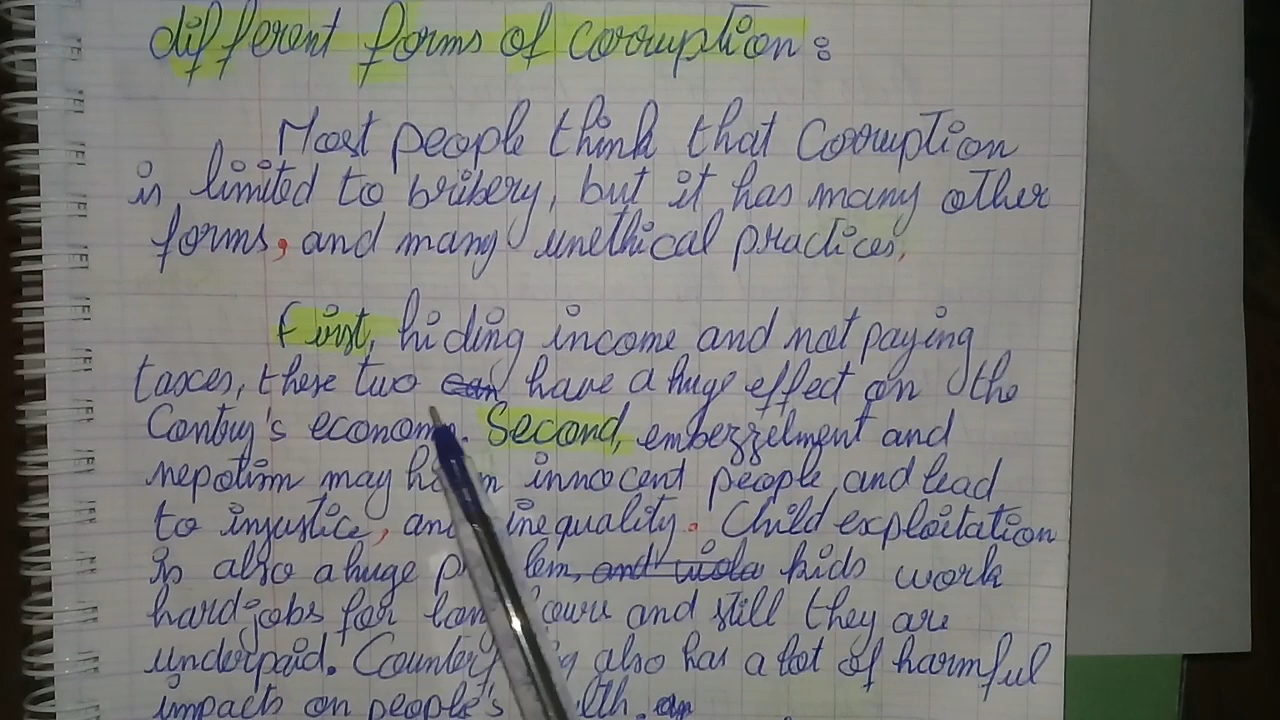 different forms of corruption:
Most people think that Corruption
is limited to bribery, but it has many other
forms, and many unethical practices.
First, hiding income and not paying
taxes, these two can have a huge effect on the
Contry's economy. Second, embezzelment and
nepotism may innocent people, and lead
to injustice, and inequality. Child exploitation
is also a huge kids work
hard jobs for and still they are
underpaid. also has a lot of harmful
impacts on people's